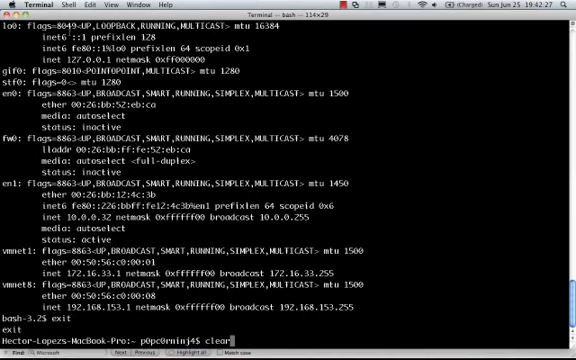 Terminal Shell Edit View Window Help (Charged) Sun Jun 25 19:42:27
Terminal — bash — 114×29
lo0: flags=8049<UP,LOOPBACK,RUNNING,MULTICAST> mtu 16384
inet6 ::1 prefixlen 128
inet6 fe80::1%lo0 prefixlen 64 scopeid 0x1
inet 127.0.0.1 netmask 0xff000000
gif0: flags=8010<POINTOPOINT,MULTICAST> mtu 1280
stf0: flags=0<> mtu 1280
en0: flags=8863<UP,BROADCAST,SMART,RUNNING,SIMPLEX,MULTICAST> mtu 1500
ether 00:26:bb:52:eb:ca
media: autoselect
status: inactive
fw0: flags=8863<UP,BROADCAST,SMART,RUNNING,SIMPLEX,MULTICAST> mtu 4078
lladdr 00:26:bb:ff:fe:52:eb:ca
media: autoselect <full-duplex>
status: inactive
en1: flags=8863<UP,BROADCAST,SMART,RUNNING,SIMPLEX,MULTICAST> mtu 1450
ether 00:26:bb:12:4c:3b
inet6 fe80::226:bbff:fe12:4c3b%en1 prefixlen 64 scopeid 0x6
inet 10.0.0.32 netmask 0xffffff00 broadcast 10.0.0.255
media: autoselect
status: active
vmnet1: flags=8863<UP,BROADCAST,SMART,RUNNING,SIMPLEX,MULTICAST> mtu 1500
ether 00:50:56:c0:00:01
inet 172.16.33.1 netmask 0xffffff00 broadcast 172.16.33.255
vmnet8: flags=8863<UP,BROADCAST,SMART,RUNNING,SIMPLEX,MULTICAST> mtu 1500
ether 00:50:56:c0:00:08
inet 192.168.153.1 netmask 0xffffff00 broadcast 192.168.153.255
bash-3.2$ exit
exit
Hector-Lopezs-MacBook-Pro:~ p0pc0rninj4$ clear
Find: Microsoft Next Previous Highlight all Match case